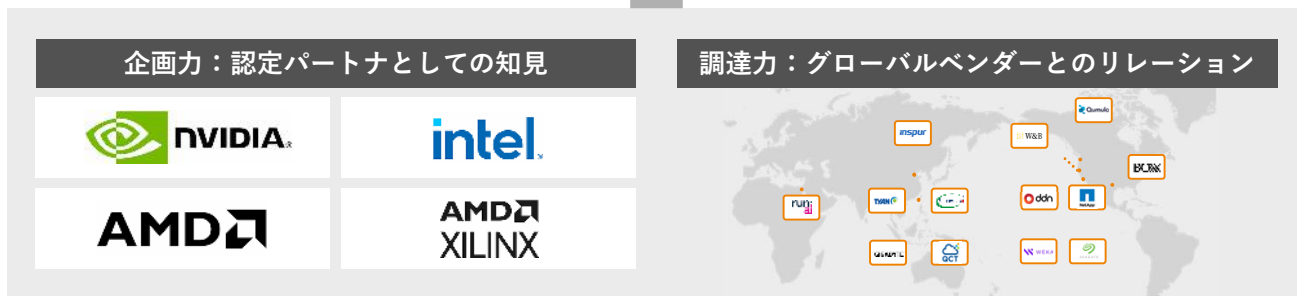 企画力：認定パートナとしての知見
NVIDIA
intel
AMD
AMD
XILINX
調達力：グローバルベンダーとのリレーション
Qumulo
inspur
W&B
run:
ai
TYAN
ddn
NetApp
QCT
WEKA